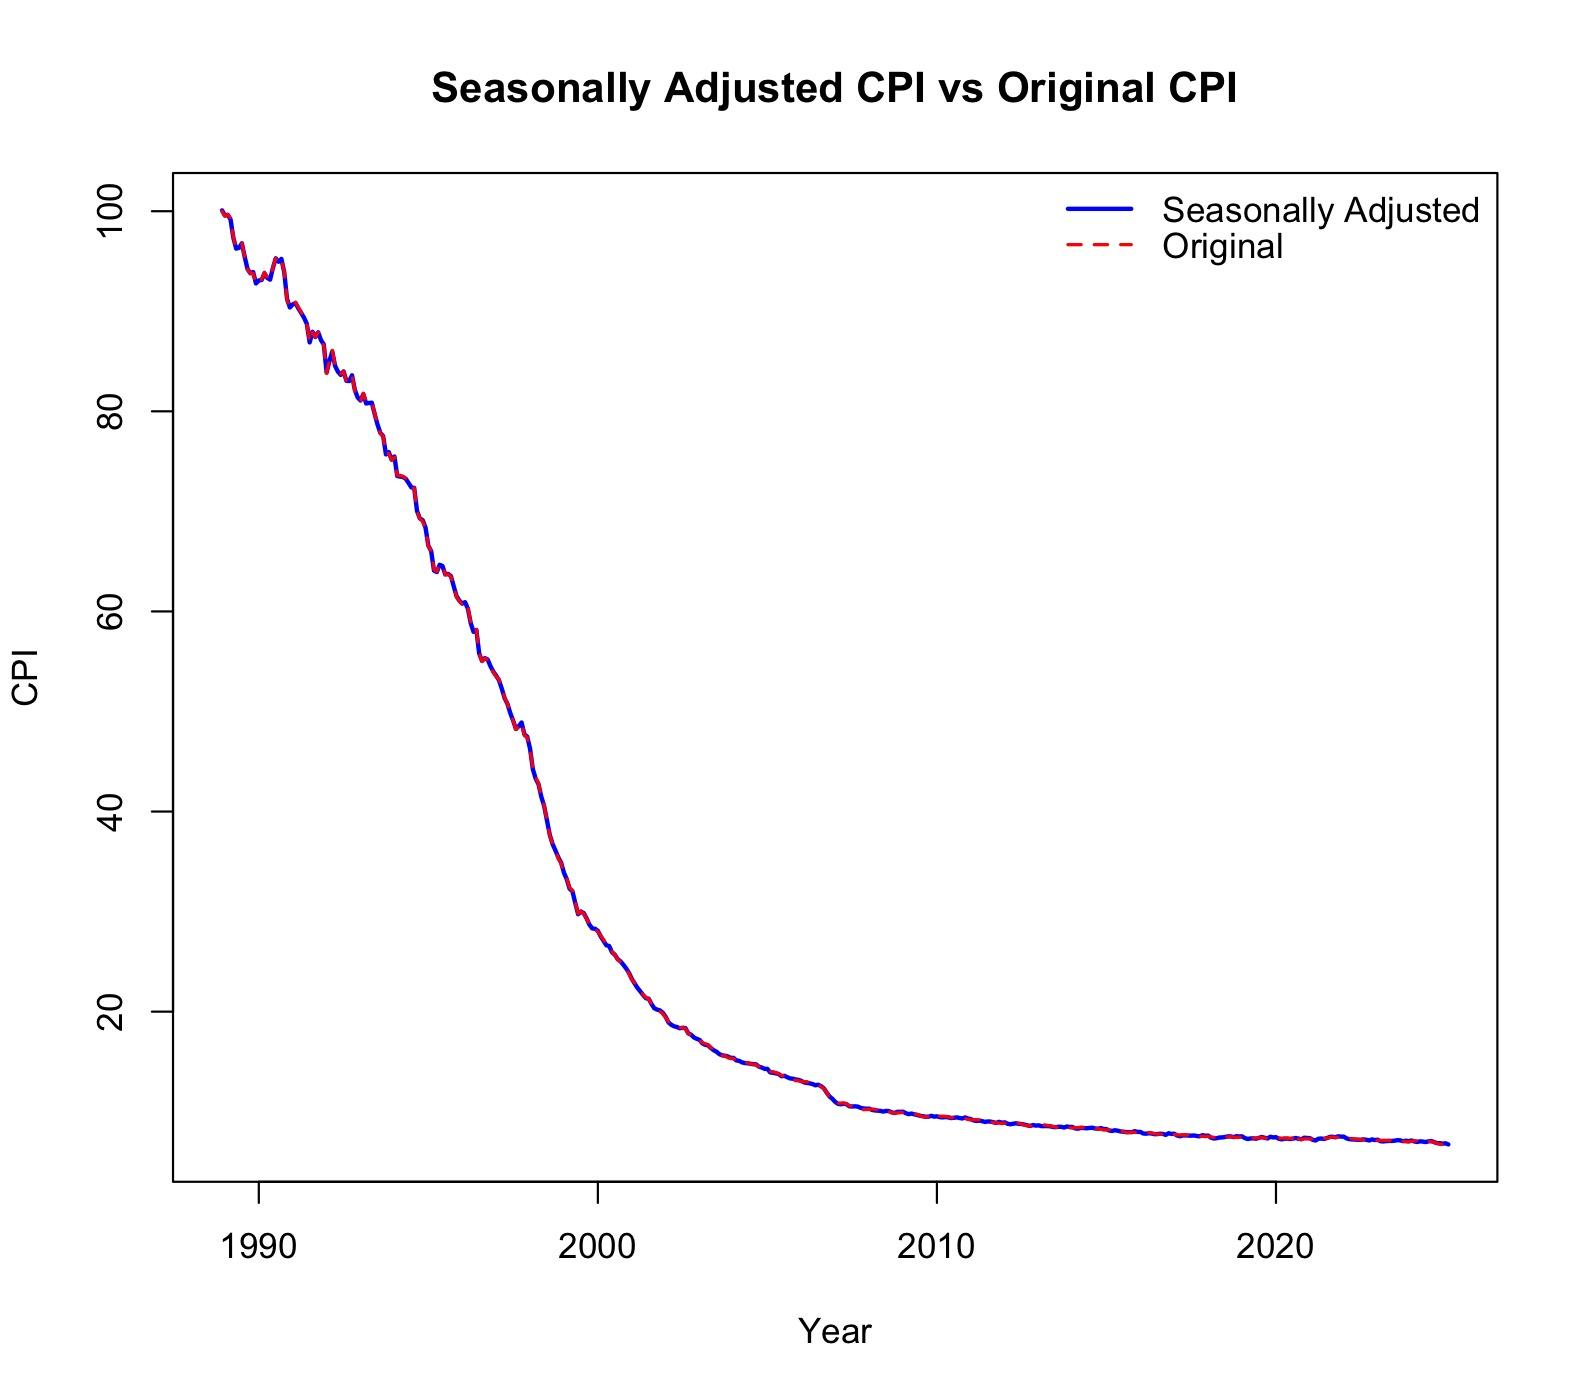 Seasonally Adjusted CPI vs Original CPI
Seasonally Adjusted
Original
100
80
60
40
20
CPI
1990 2000 2010 2020
Year